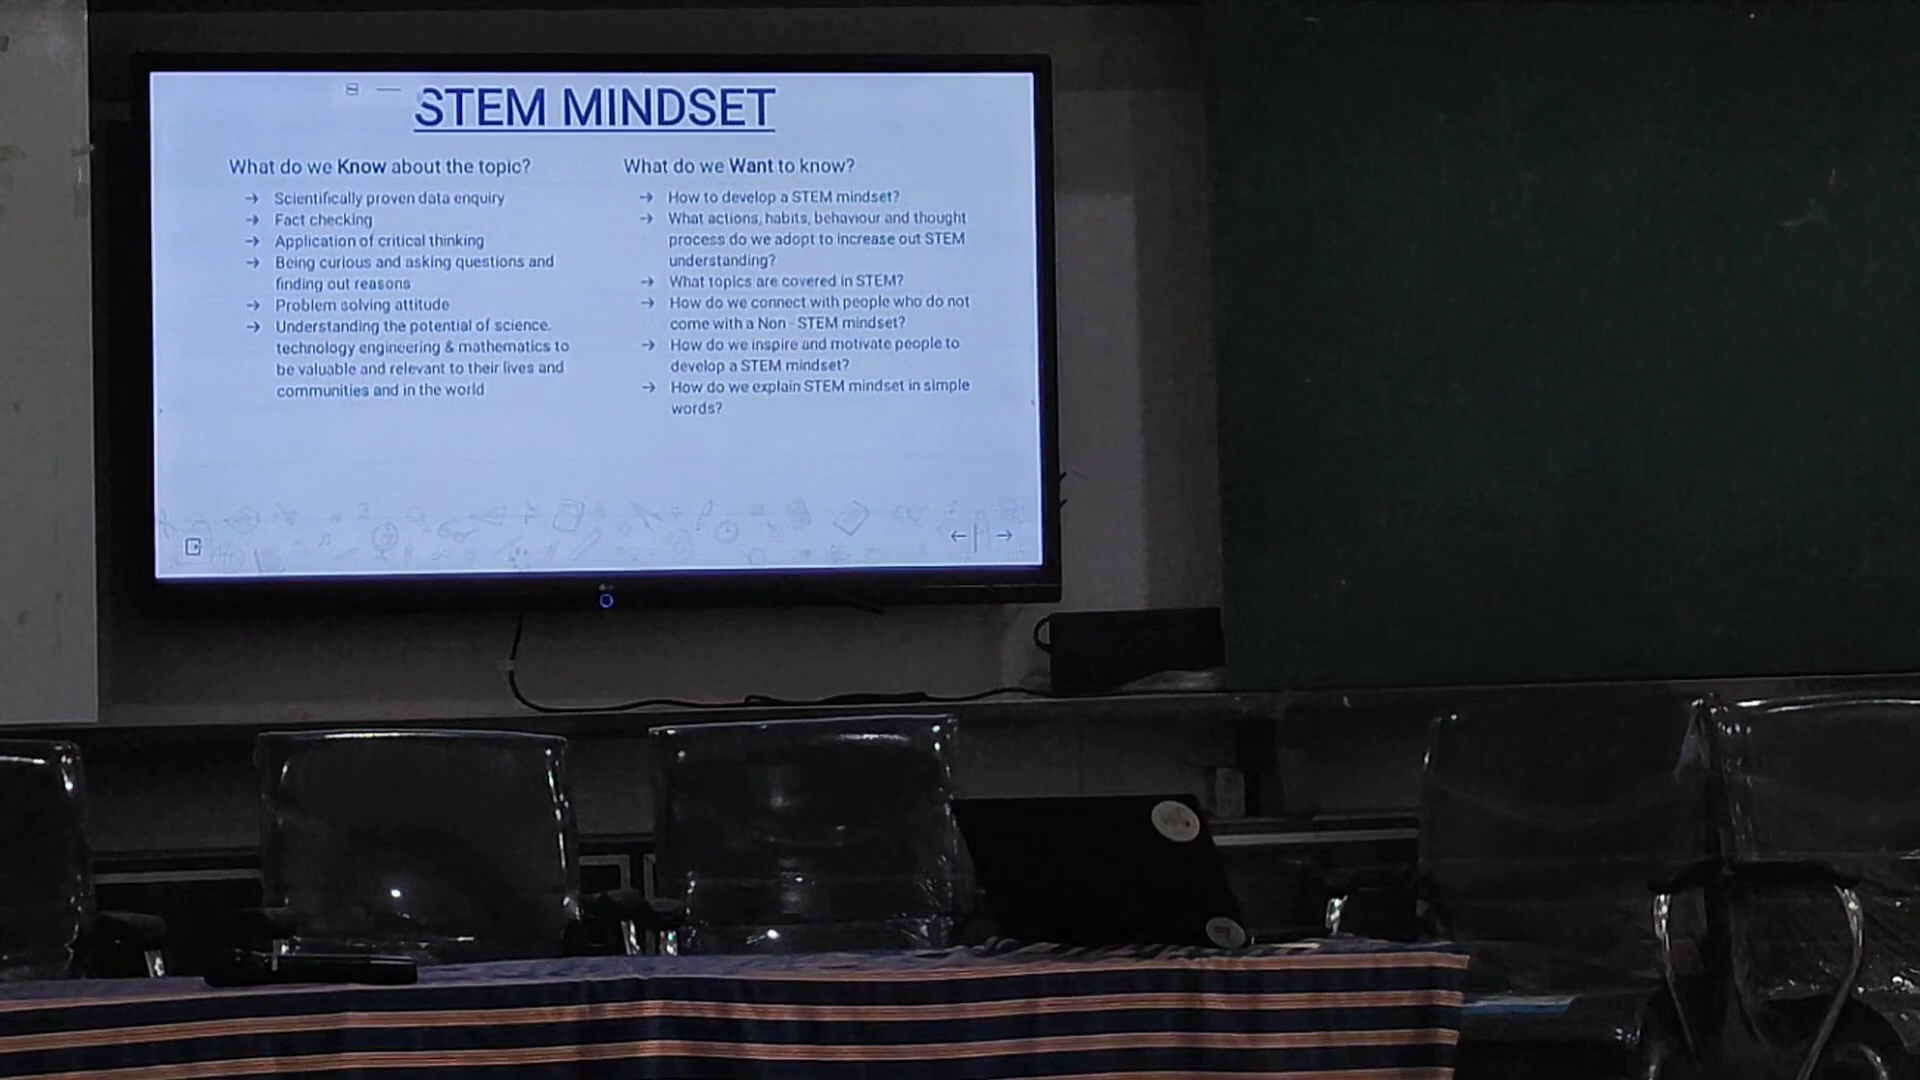 STEM MINDSET
What do we Know about the topic?
→ Scientifically proven data enquiry
→ Fact checking
→ Application of critical thinking
→ Being curious and asking questions and
finding out reasons
→ Problem solving attitude
→ Understanding the potential of science,
technology engineering & mathematics to
be valuable and relevant to their lives and
communities and in the world
What do we Want to know?
→ How to develop a STEM mindset?
→ What actions, habits, behaviour and thought
process do we adopt to increase out STEM
understanding?
→ What topics are covered in STEM?
→ How do we connect with people who do not
come with a Non - STEM mindset?
→ How do we inspire and motivate people to
develop a STEM mindset?
→ How do we explain STEM mindset in simple
words?